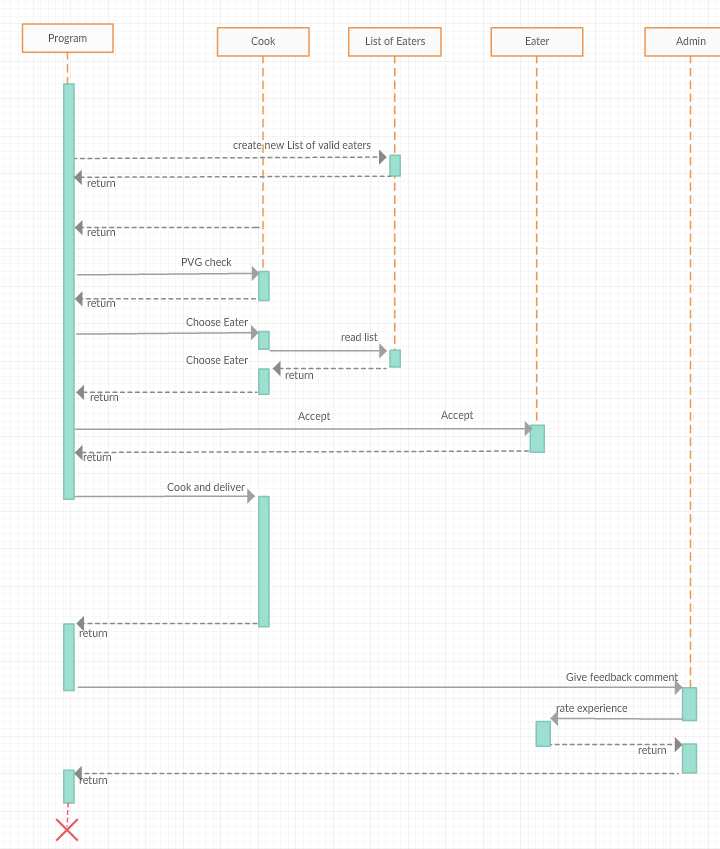 Program
Cook
List of Eaters
Eater
Admin
create new List of valid eaters
return
return
PVG check
return
Choose Eater
read list
Choose Eater
return
return
Accept
Accept
return
Cook and deliver
return
Give feedback comment
rate experience
return
return